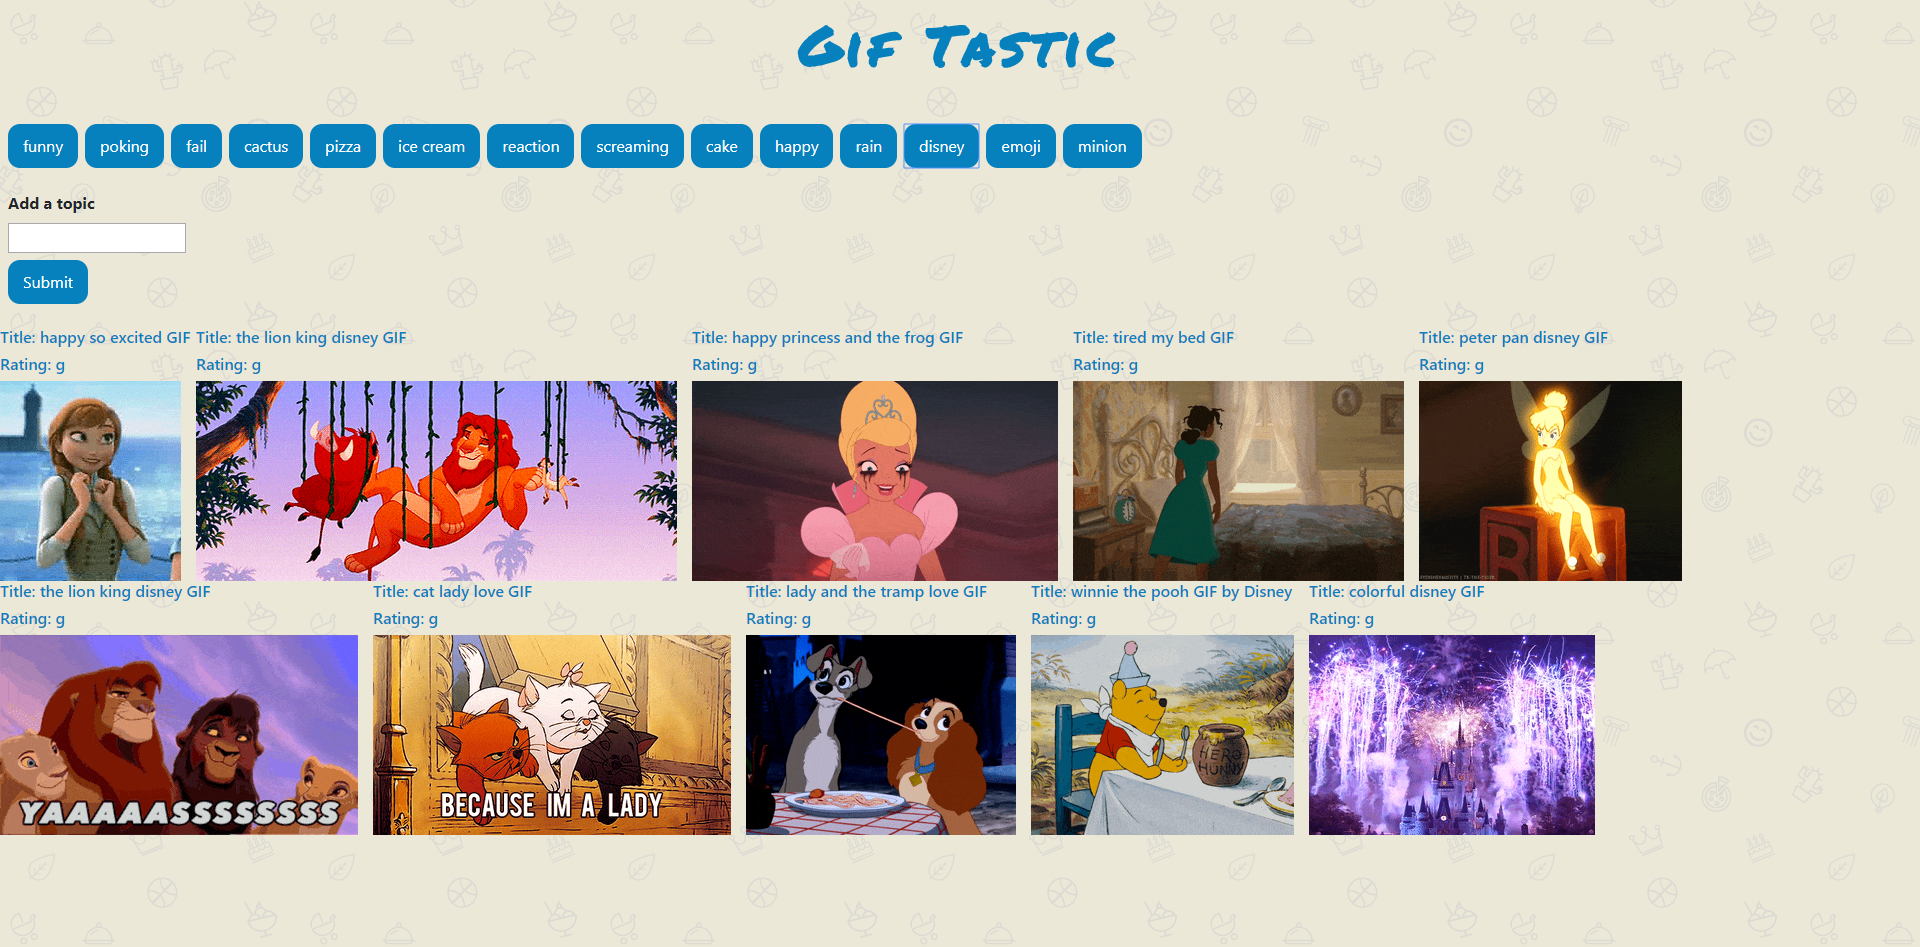 Gif Tastic
funny poking fail cactus pizza ice cream reaction screaming cake happy rain disney emoji minion
Add a topic
Submit
Title: happy so excited GIF Title: the lion king disney GIF Title: happy princess and the frog GIF Title: tired my bed GIF Title: peter pan disney GIF
Rating: g Rating: g Rating: g Rating: g Rating: g
B A
Title: the lion king disney GIF Title: cat lady love GIF Title: lady and the tramp love GIF Title: winnie the pooh GIF by Disney Title: colorful disney GIF
Rating: g Rating: g Rating: g Rating: g Rating: g
HUNNY
YAAAAASSSSSSSS BECAUSE IM A LADY